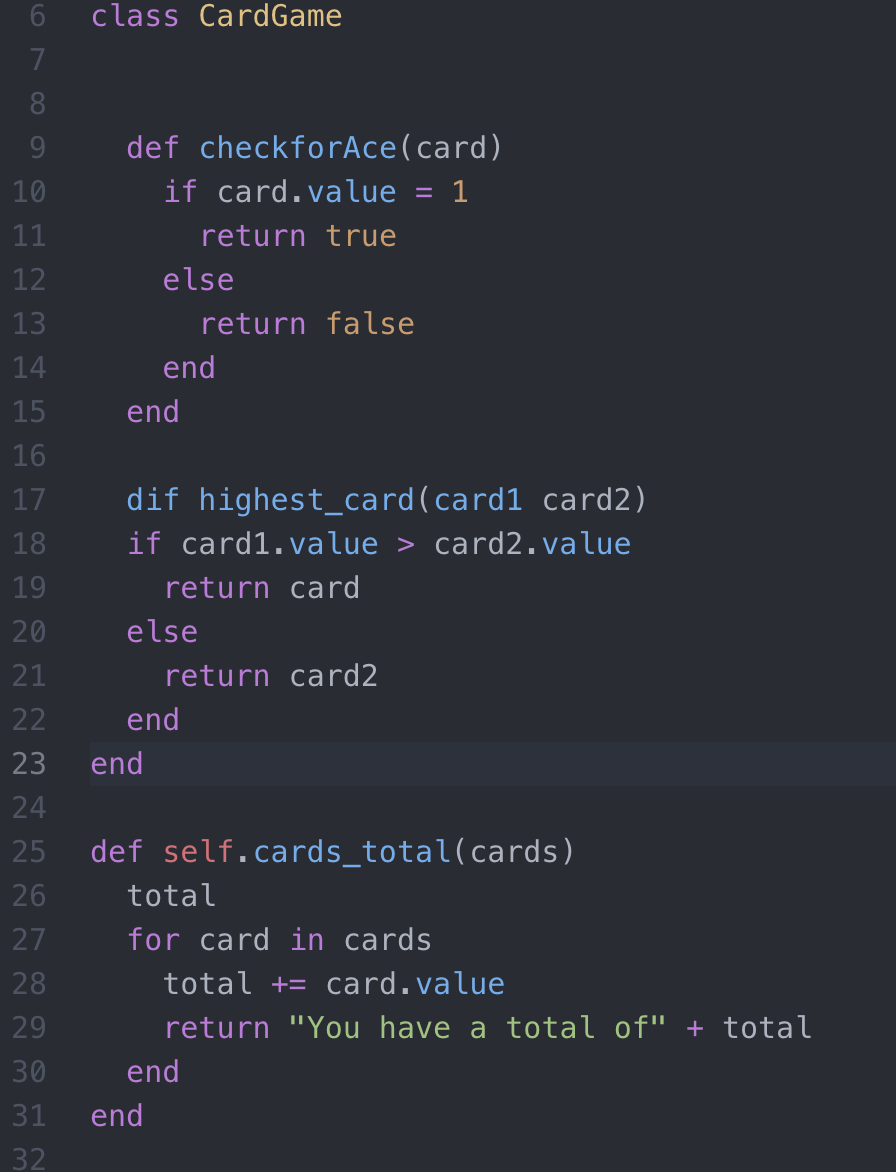 6 class CardGame
7
8
9 def checkforAce(card)
10 if card.value = 1
11 return true
12 else
13 return false
14 end
15 end
16
17 dif highest_card(card1 card2)
18 if card1.value > card2.value
19 return card
20 else
21 return card2
22 end
23 end
24
25 def self.cards_total(cards)
26 total
27 for card in cards
28 total += card.value
29 return "You have a total of" + total
30 end
31 end
32